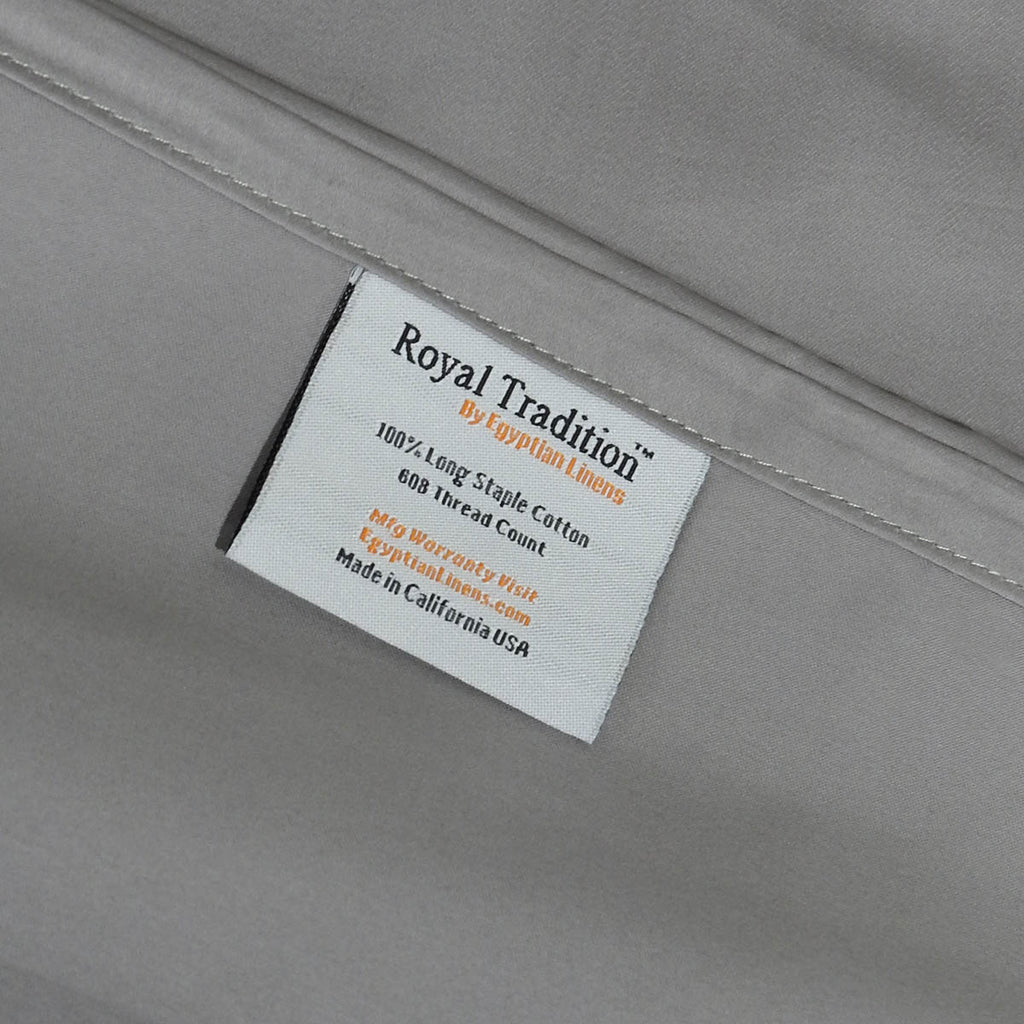 Royal Tradition™
By Egyptian Linens
100% Long Staple Cotton
608 Thread Count
Mfg Warranty Visit
EgyptianLinens.com
Made in California USA